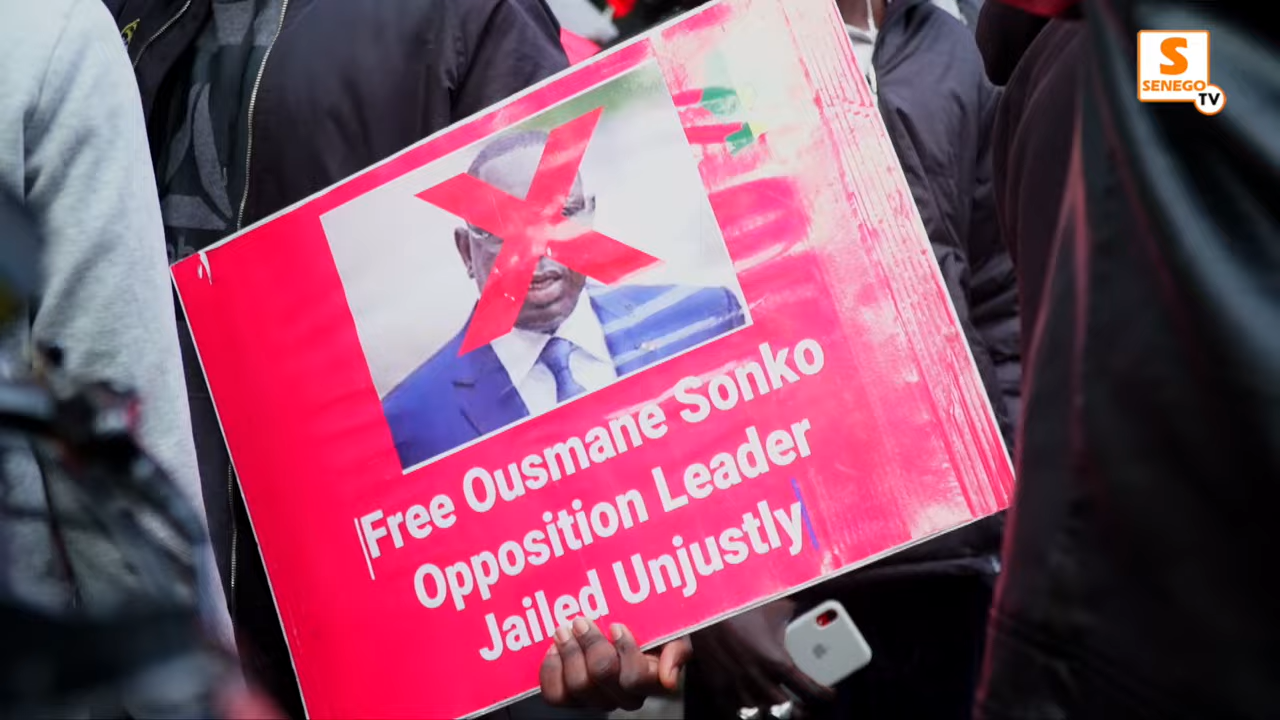 S
SENEGO
TV
Free Ousmane Sonko
Opposition Leader
Jailed Unjustly